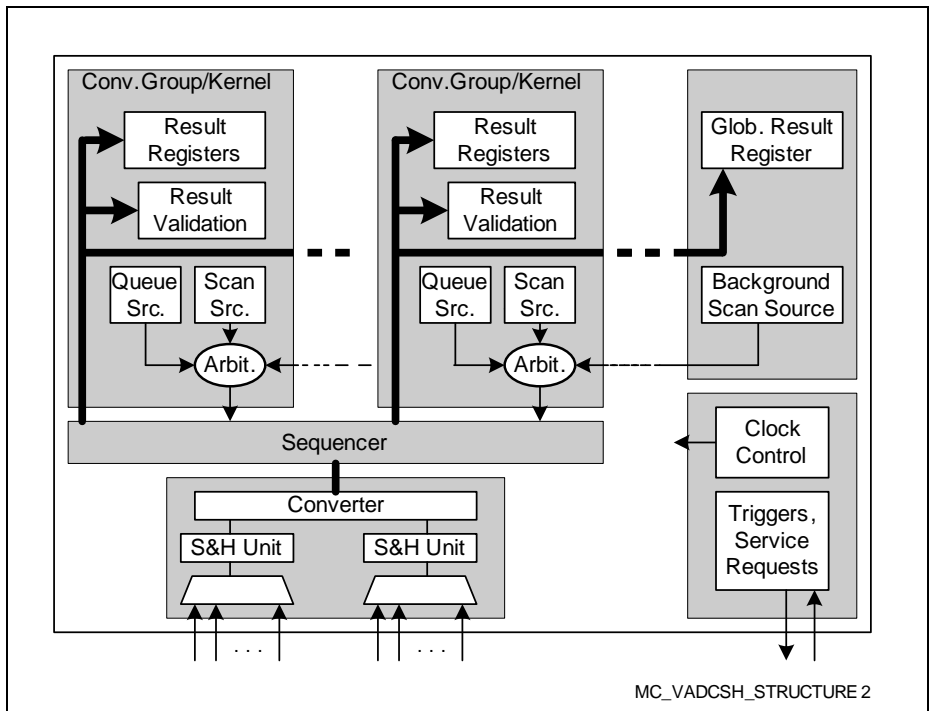 Conv.Group/Kernel
Result
Registers
Result
Validation
Queue
Src.
Scan
Src.
Arbit.
Conv.Group/Kernel
Result
Registers
Result
Validation
Queue
Src.
Scan
Src.
Arbit.
Glob. Result
Register
Background
Scan Source
Sequencer
Clock
Control
Converter
S&H Unit
S&H Unit
Triggers,
Service
Requests
. . .
. . .
MC_VADCSH_STRUCTURE 2